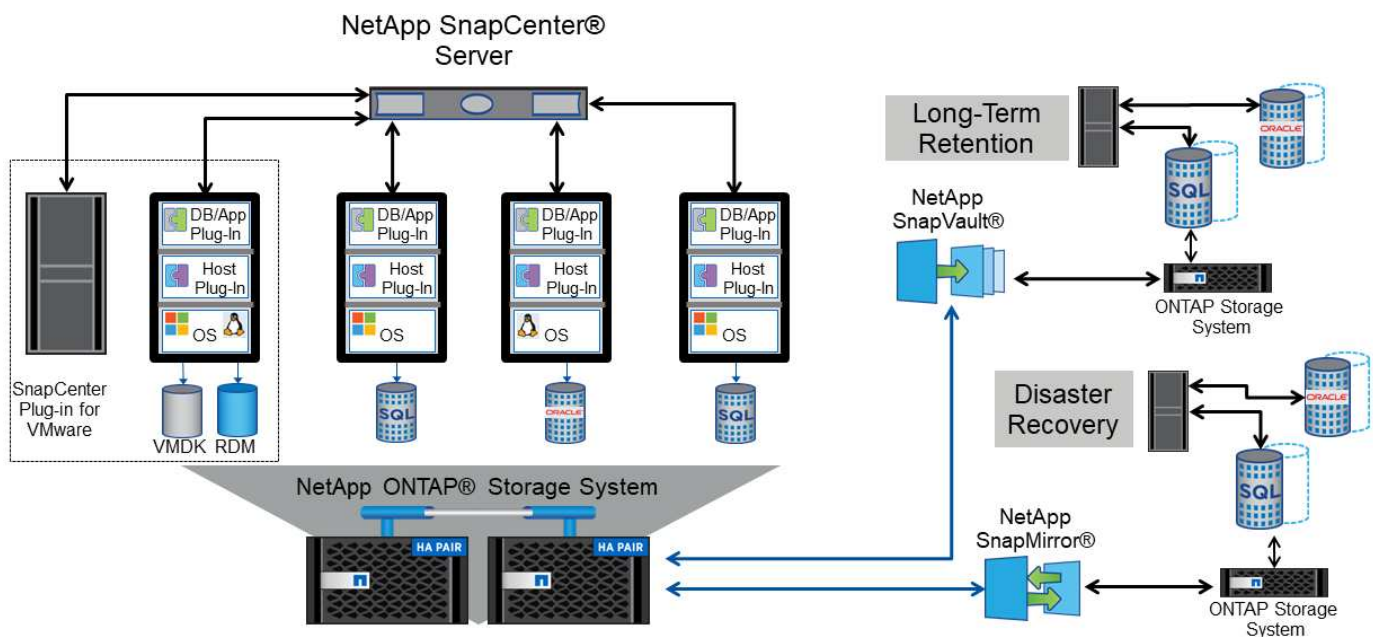 NetApp SnapCenter®
Server
DB/App
Plug-In
Host
Plug-In
OS
DB/App
Plug-In
Host
Plug-In
OS
DB/App
Plug-In
Host
Plug-In
OS
DB/App
Plug-In
Host
Plug-In
OS
SnapCenter
Plug-in for
VMware
VMDK RDM
SQL
ORACLE
SQL
NetApp ONTAP® Storage System
HA PAIR
HA PAIR
Long-Term
Retention
ORACLE
SQL
NetApp
SnapVault®
ONTAP Storage
System
Disaster
Recovery
ORACLE
SQL
NetApp
SnapMirror®
ONTAP Storage
System